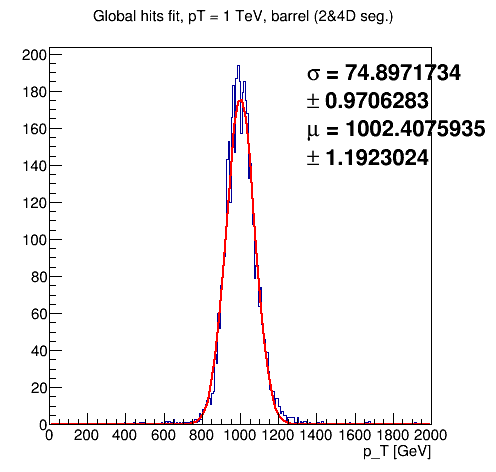 Global hits fit, pT = 1 TeV, barrel (2&4D seg.)
σ = 74.8971734
± 0.9706283
μ = 1002.4075935
± 1.1923024
200
180
160
140
120
100
80
60
40
20
0
0 200 400 600 800 1000 1200 1400 1600 1800 2000
p_T [GeV]